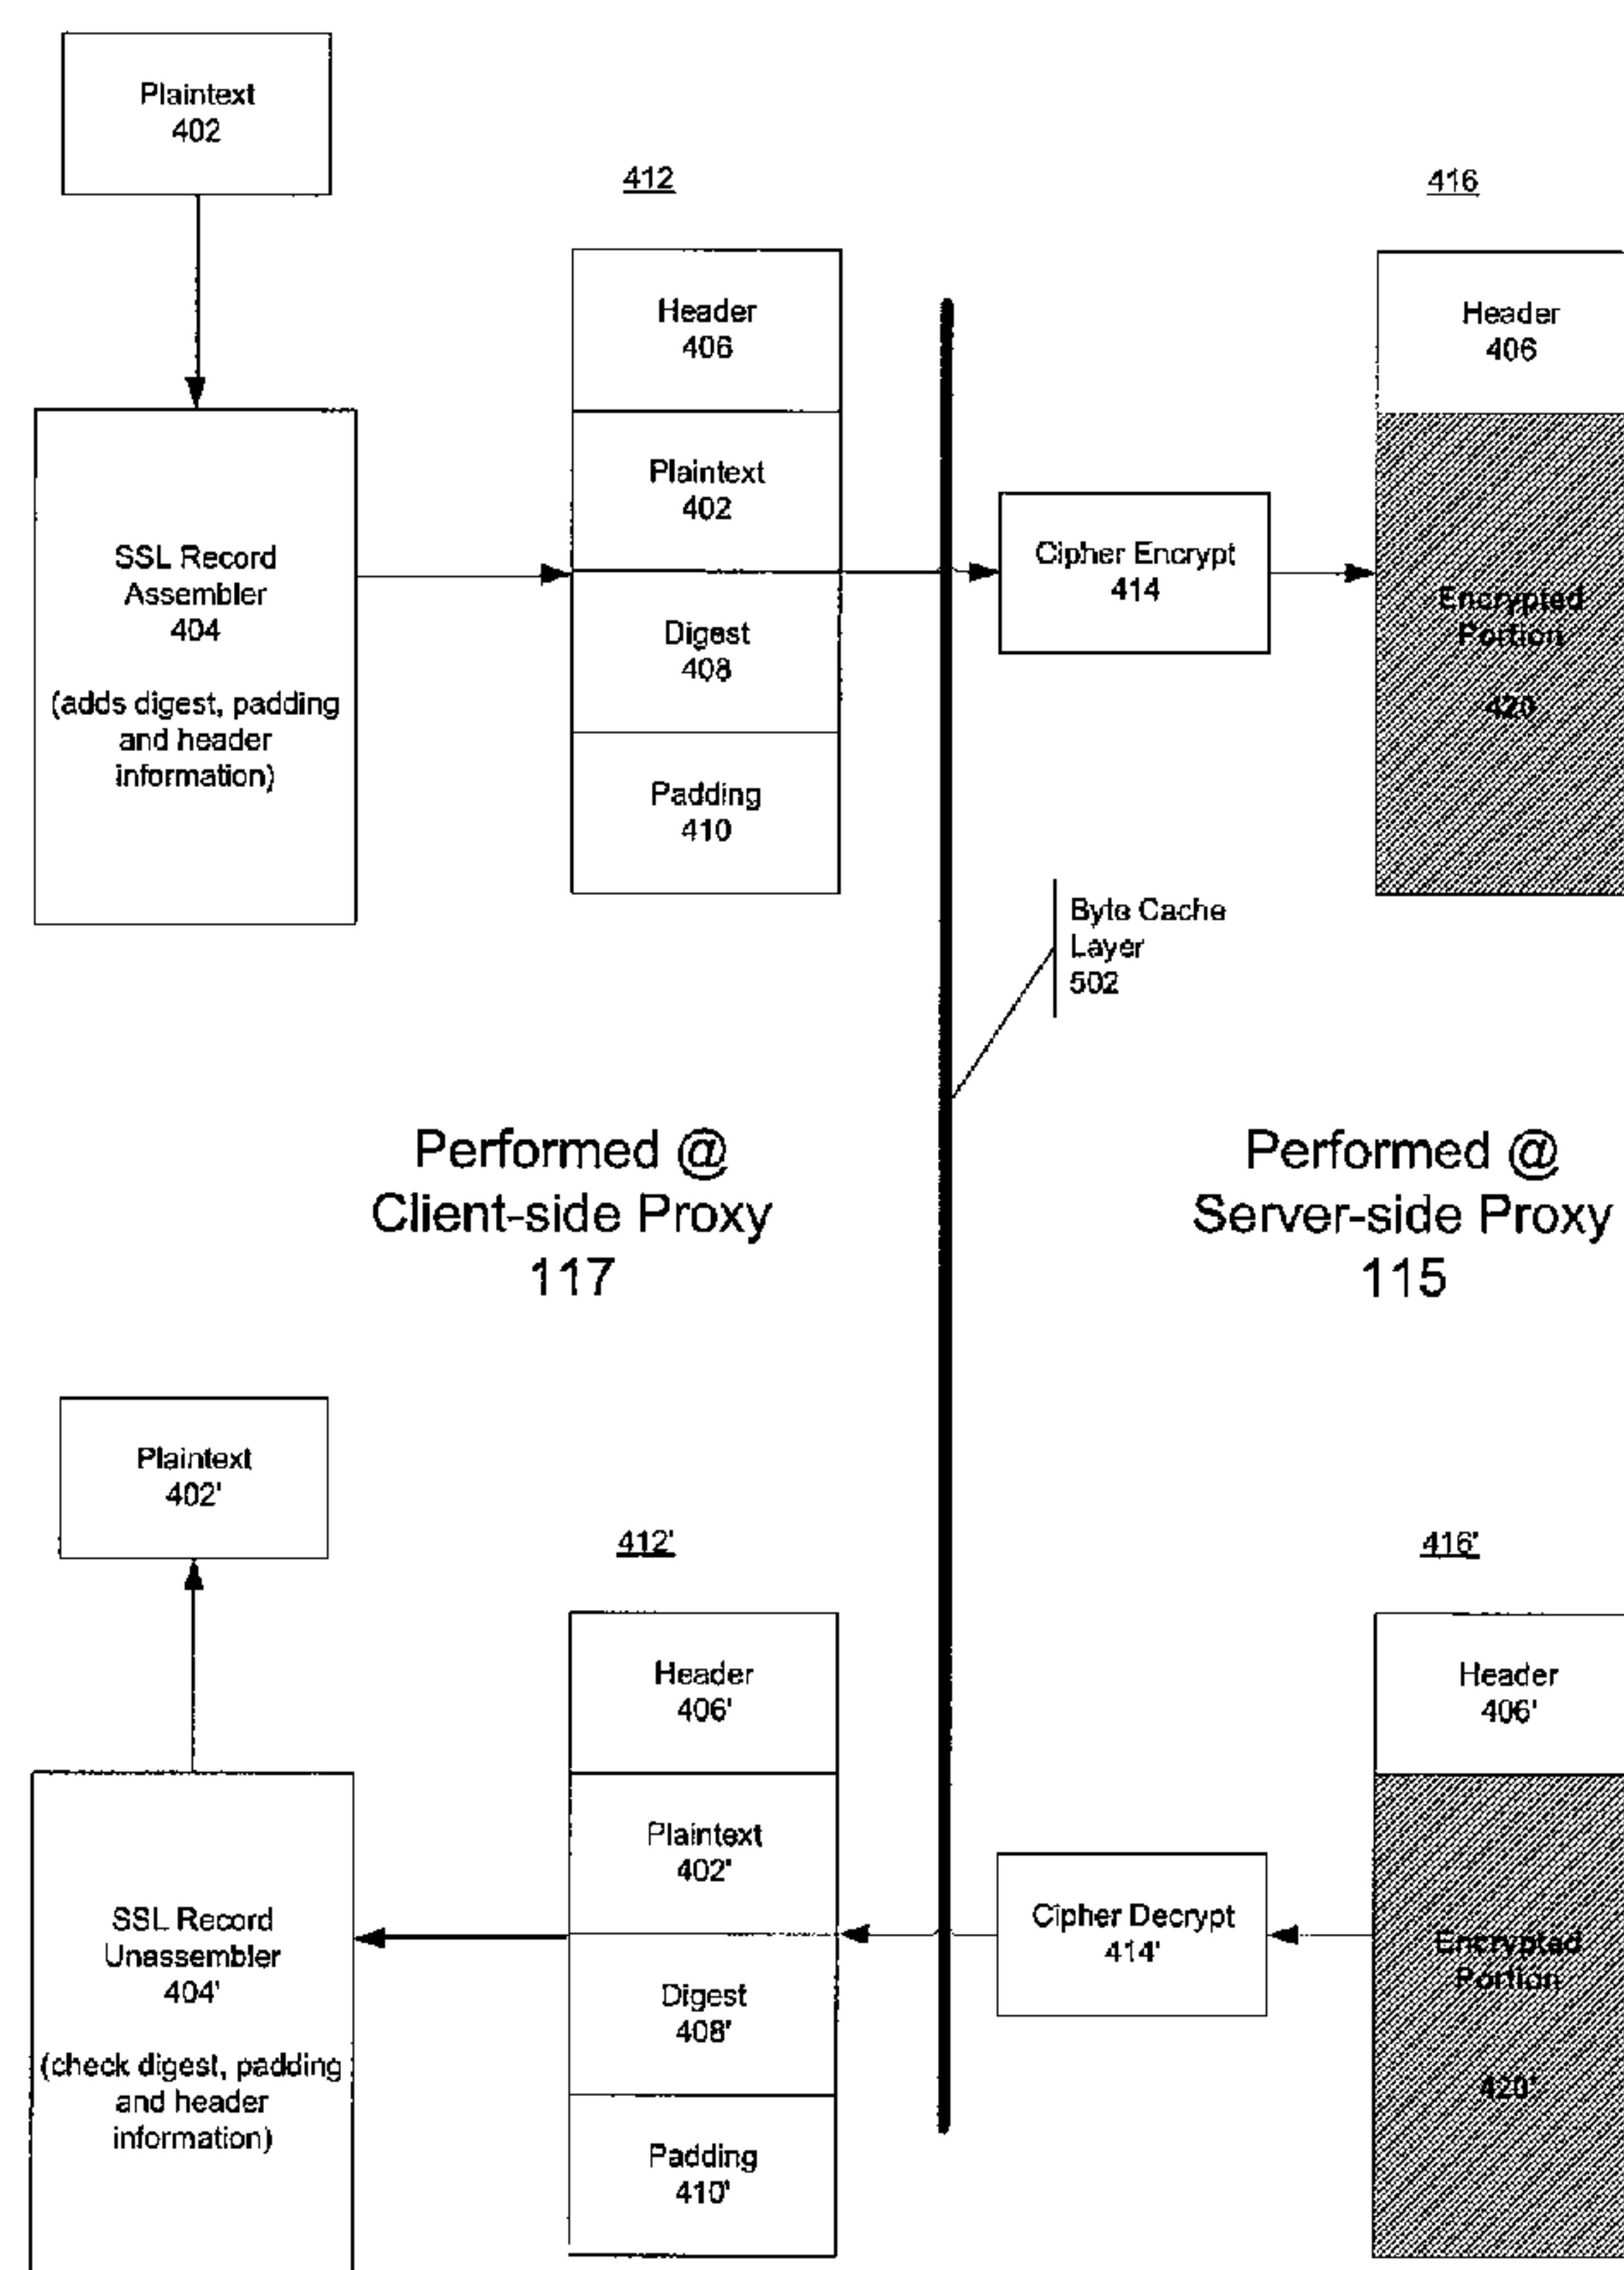 Plaintext
402
412
416
Header
406
Header
406
Plaintext
402
SSL Record
Assembler
404
(adds digest, padding
and header
information)
Cipher Encrypt
414
Encrypted
Portion
420
Digest
408
Padding
410
Byte Cache
Layer
502
Performed @
Client-side Proxy
117
Performed @
Server-side Proxy
115
Plaintext
402'
412'
416'
Header
406'
Header
406'
Plaintext
402'
SSL Record
Unassembler
404'
(check digest, padding
and header
information)
Cipher Decrypt
414'
Encrypted
Portion
420'
Digest
408'
Padding
410'